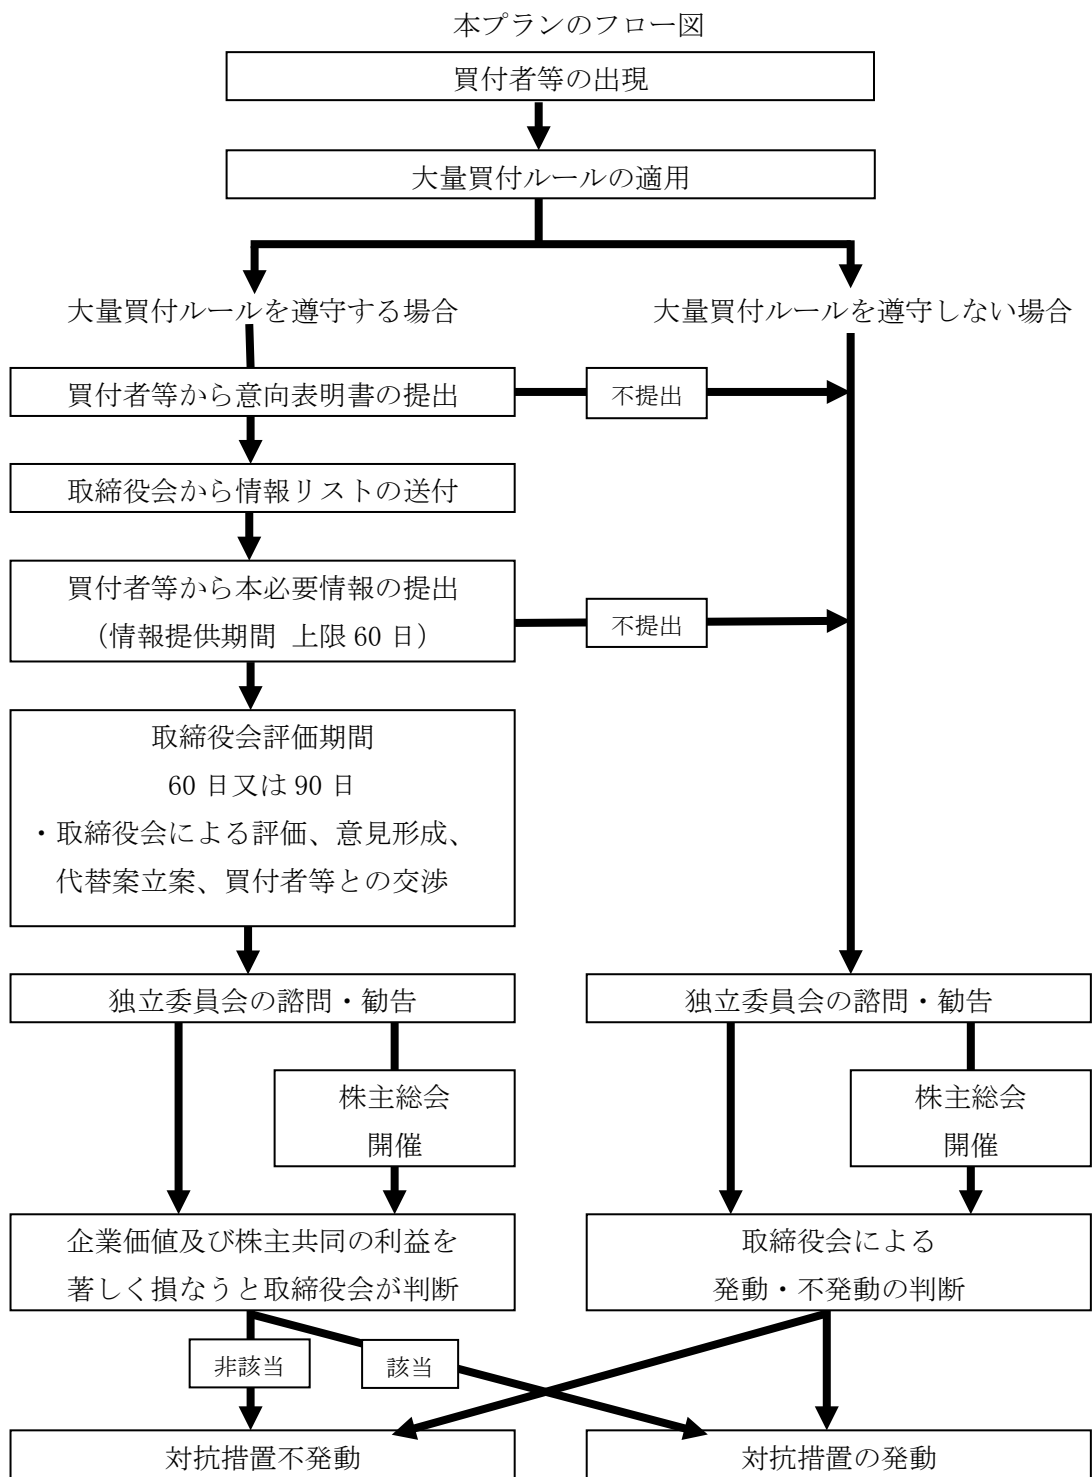 本プランのフロー図
買付者等の出現
大量買付ルールの適用
大量買付ルールを遵守する場合
大量買付ルールを遵守しない場合
買付者等から意向表明書の提出
不提出
取締役会から情報リストの送付
買付者等から本必要情報の提出
（情報提供期間 上限 60 日）
不提出
取締役会評価期間
60 日又は 90 日
・取締役会による評価、意見形成、
代替案立案、買付者等との交渉
独立委員会の諮問・勧告
独立委員会の諮問・勧告
株主総会
開催
株主総会
開催
企業価値及び株主共同の利益を
著しく損なうと取締役会が判断
取締役会による
発動・不発動の判断
非該当
該当
対抗措置不発動
対抗措置の発動